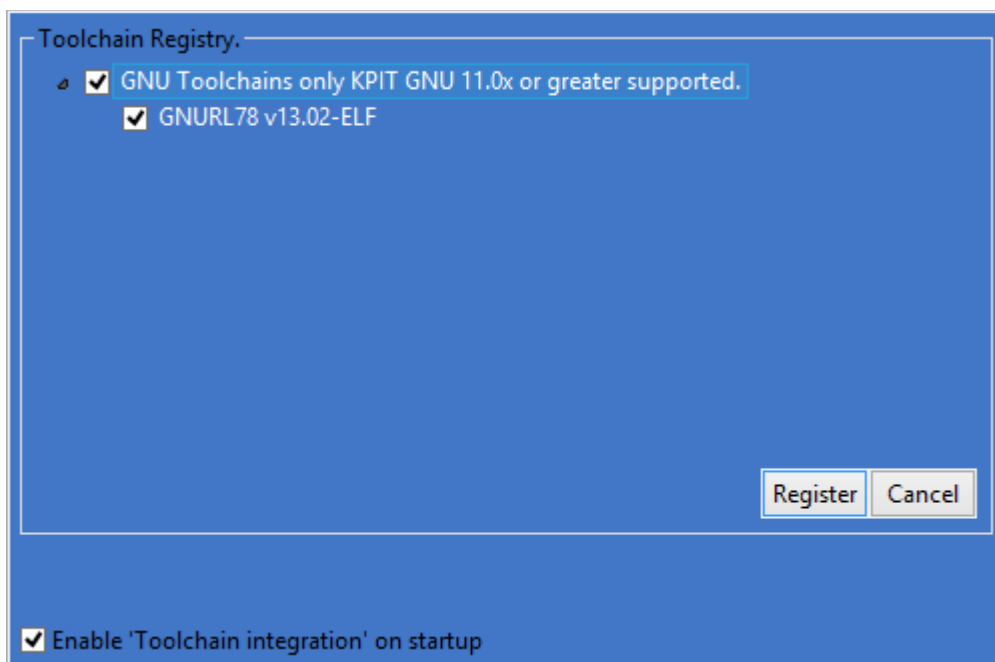 Toolchain Registry.
GNU Toolchains only KPIT GNU 11.0x or greater supported.
GNURL78 v13.02-ELF
Register Cancel
Enable 'Toolchain integration' on startup